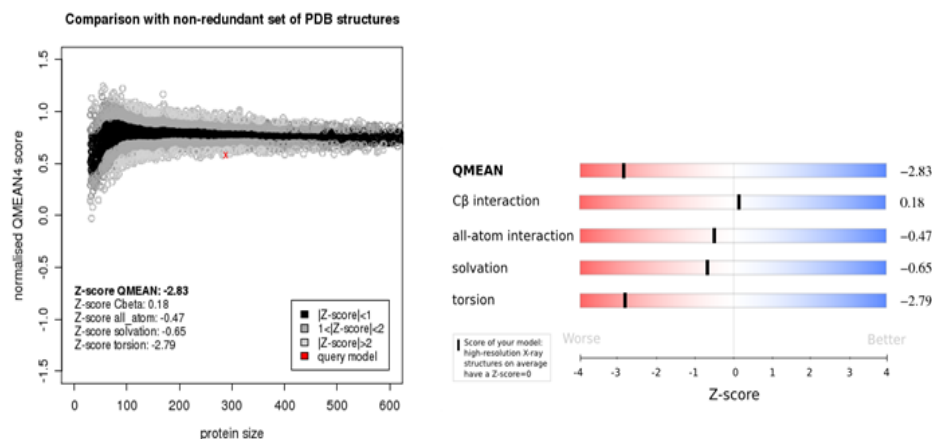 Comparison with non-redundant set of PDB structures
normalised QMEAN4 score
1.5
1.0
0.5
0.0
-0.5
-1.0
-1.5
x
Z-score QMEAN: -2.83
Z-score Cbeta: 0.18
Z-score all_atom: -0.47
Z-score solvation: -0.65
Z-score torsion: -2.79
|Z-score|<1
1<|Z-score|<2
|Z-score|>2
query model
0 100 200 300 400 500 600
protein size
QMEAN −2.83
Cβ interaction 0.18
all-atom interaction −0.47
solvation −0.65
torsion −2.79
Score of your model:
high-resolution X-ray
structures on average
have a Z-score=0
Worse Better
-4 -3 -2 -1 0 1 2 3 4
Z-score